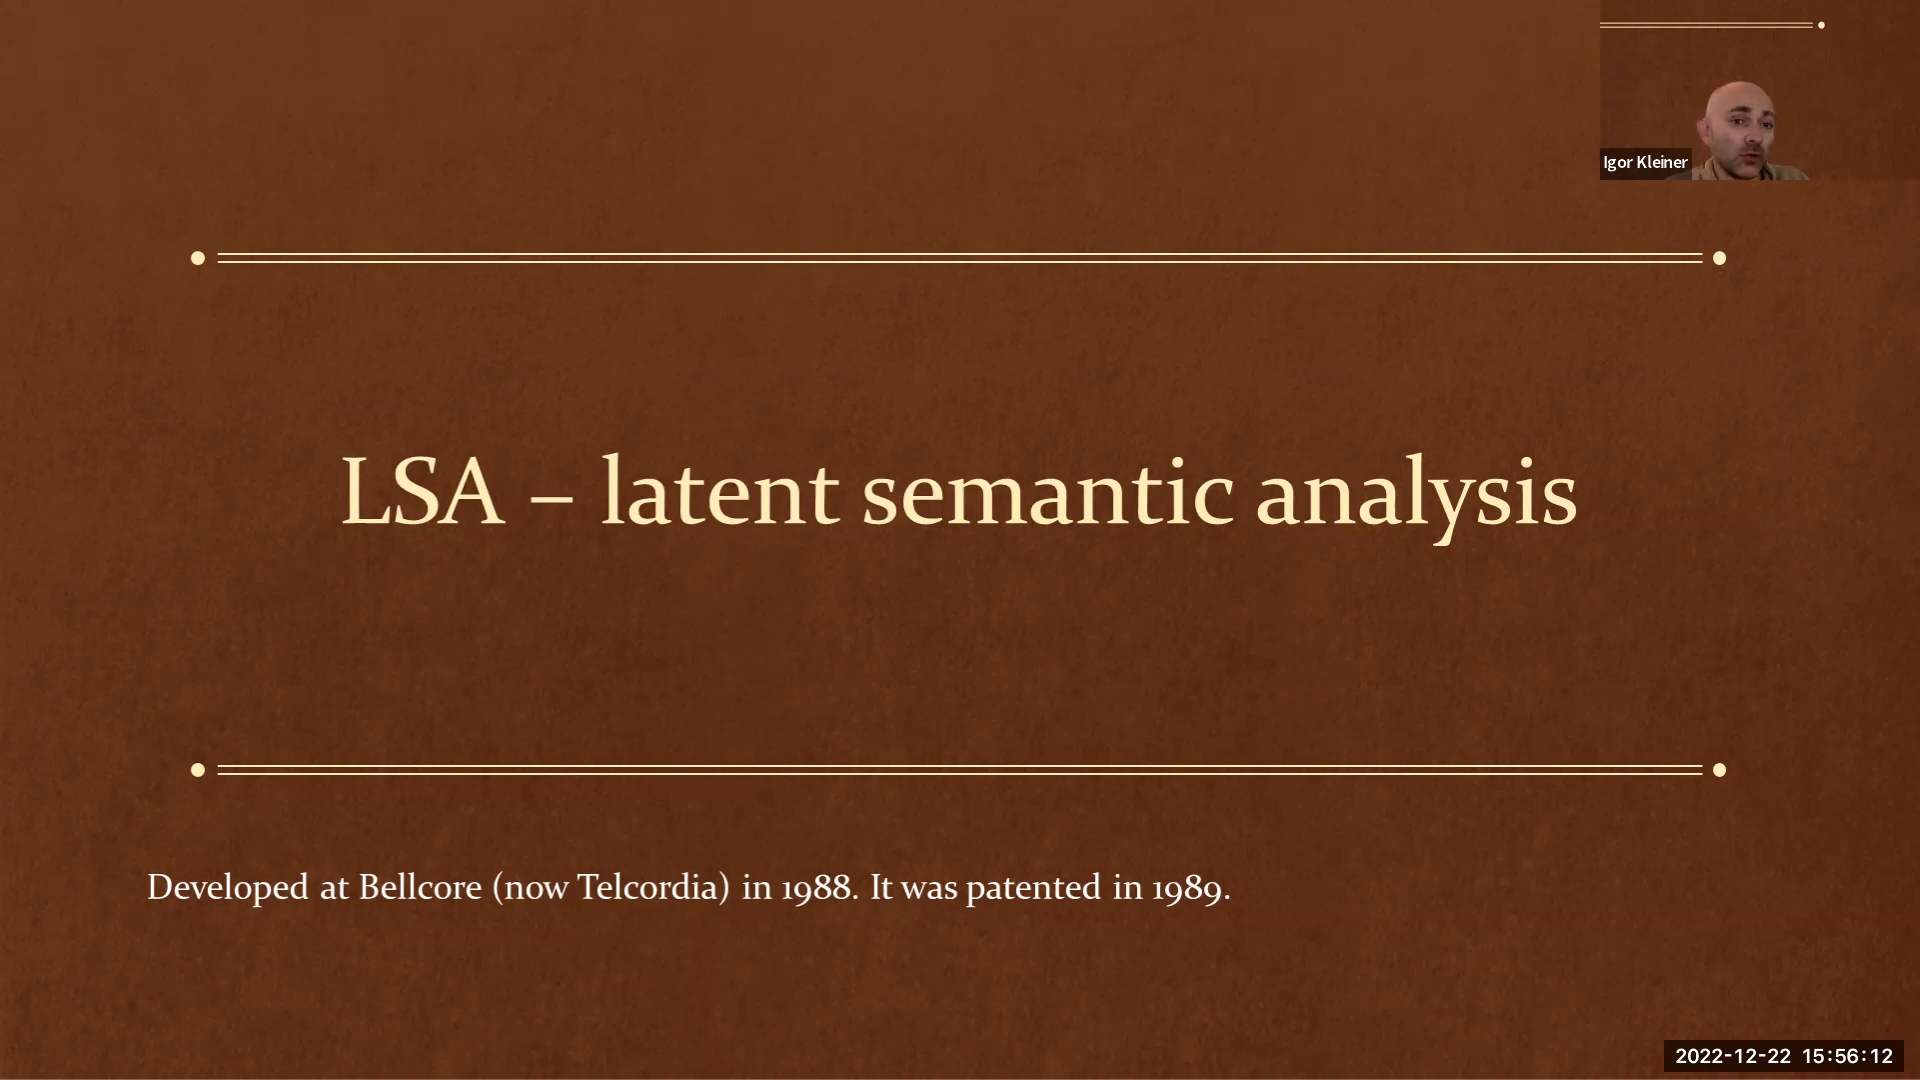 Igor Kleiner
LSA – latent semantic analysis
Developed at Bellcore (now Telcordia) in 1988. It was patented in 1989.
2022-12-22 15:56:12